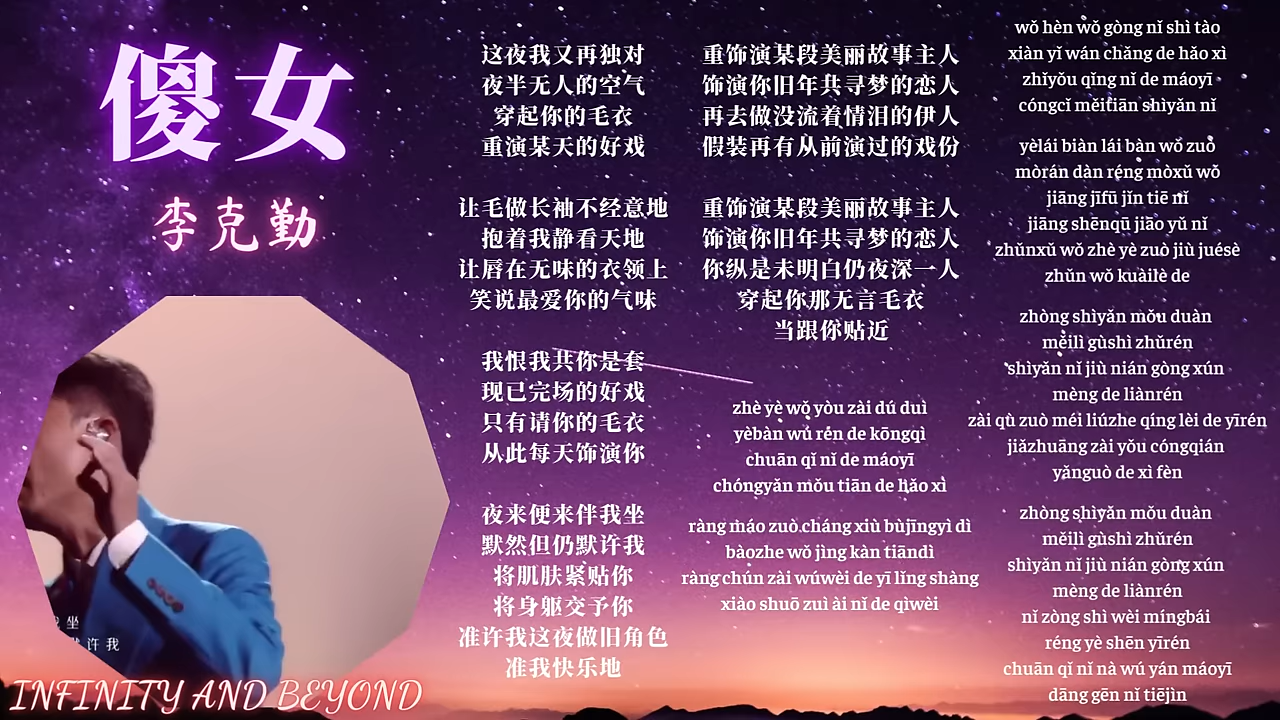 傻女
李克勤
这夜我又再独对
夜半无人的空气
穿起你的毛衣
重演某天的好戏
让毛做长袖不经意地
抱着我静看天地
让唇在无味的衣领上
笑说最爱你的气味
我恨我共你是套
现已完场的好戏
只有请你的毛衣
从此每天饰演你
夜来便来伴我坐
默然但仍默许我
将肌肤紧贴你
将身躯交予你
准许我这夜做旧角色
准我快乐地
重饰演某段美丽故事主人
饰演你旧年共寻梦的恋人
再去做没流着情泪的伊人
假装再有从前演过的戏份
重饰演某段美丽故事主人
饰演你旧年共寻梦的恋人
你纵是未明白仍夜深一人
穿起你那无言毛衣
当跟你贴近
zhè yè wǒ yòu zài dú duì
yèbàn wú rén de kōngqì
chuān qǐ nǐ de máoyī
chóngyǎn mǒu tiān de hǎo xì
ràng máo zuò cháng xiù bùjīngyì dì
bàozhe wǒ jìng kàn tiāndì
ràng chún zài wúwèi de yī lǐng shàng
xiào shuō zuì ài nǐ de qìwèi
wǒ hèn wǒ gòng nǐ shì tào
xiàn yǐ wán chǎng de hǎo xì
zhǐyǒu qǐng nǐ de máoyī
cóngcǐ měitiān shìyǎn nǐ
yèlái biàn lái bàn wǒ zuò
mòrán dàn réng mòxǔ wǒ
jiāng jīfū jǐn tiē nǐ
jiāng shēnqū jiāo yǔ nǐ
zhǔnxǔ wǒ zhè yè zuò jiù juésè
zhǔn wǒ kuàilè de
zhòng shìyǎn mǒu duàn
měilì gùshì zhǔrén
shìyǎn nǐ jiù nián gòng xún
mèng de liànrén
zài qù zuò méi liúzhe qíng lèi de yīrén
jiǎzhuāng zài yǒu cóngqián
yǎnguò de xì fèn
zhòng shìyǎn mǒu duàn
měilì gùshì zhǔrén
shìyǎn nǐ jiù nián gòng xún
mèng de liànrén
nǐ zòng shì wèi míngbái
réng yè shēn yīrén
chuān qǐ nǐ nà wú yán máoyī
dāng gēn nǐ tiējìn
坐
许我
INFINITY AND BEYOND